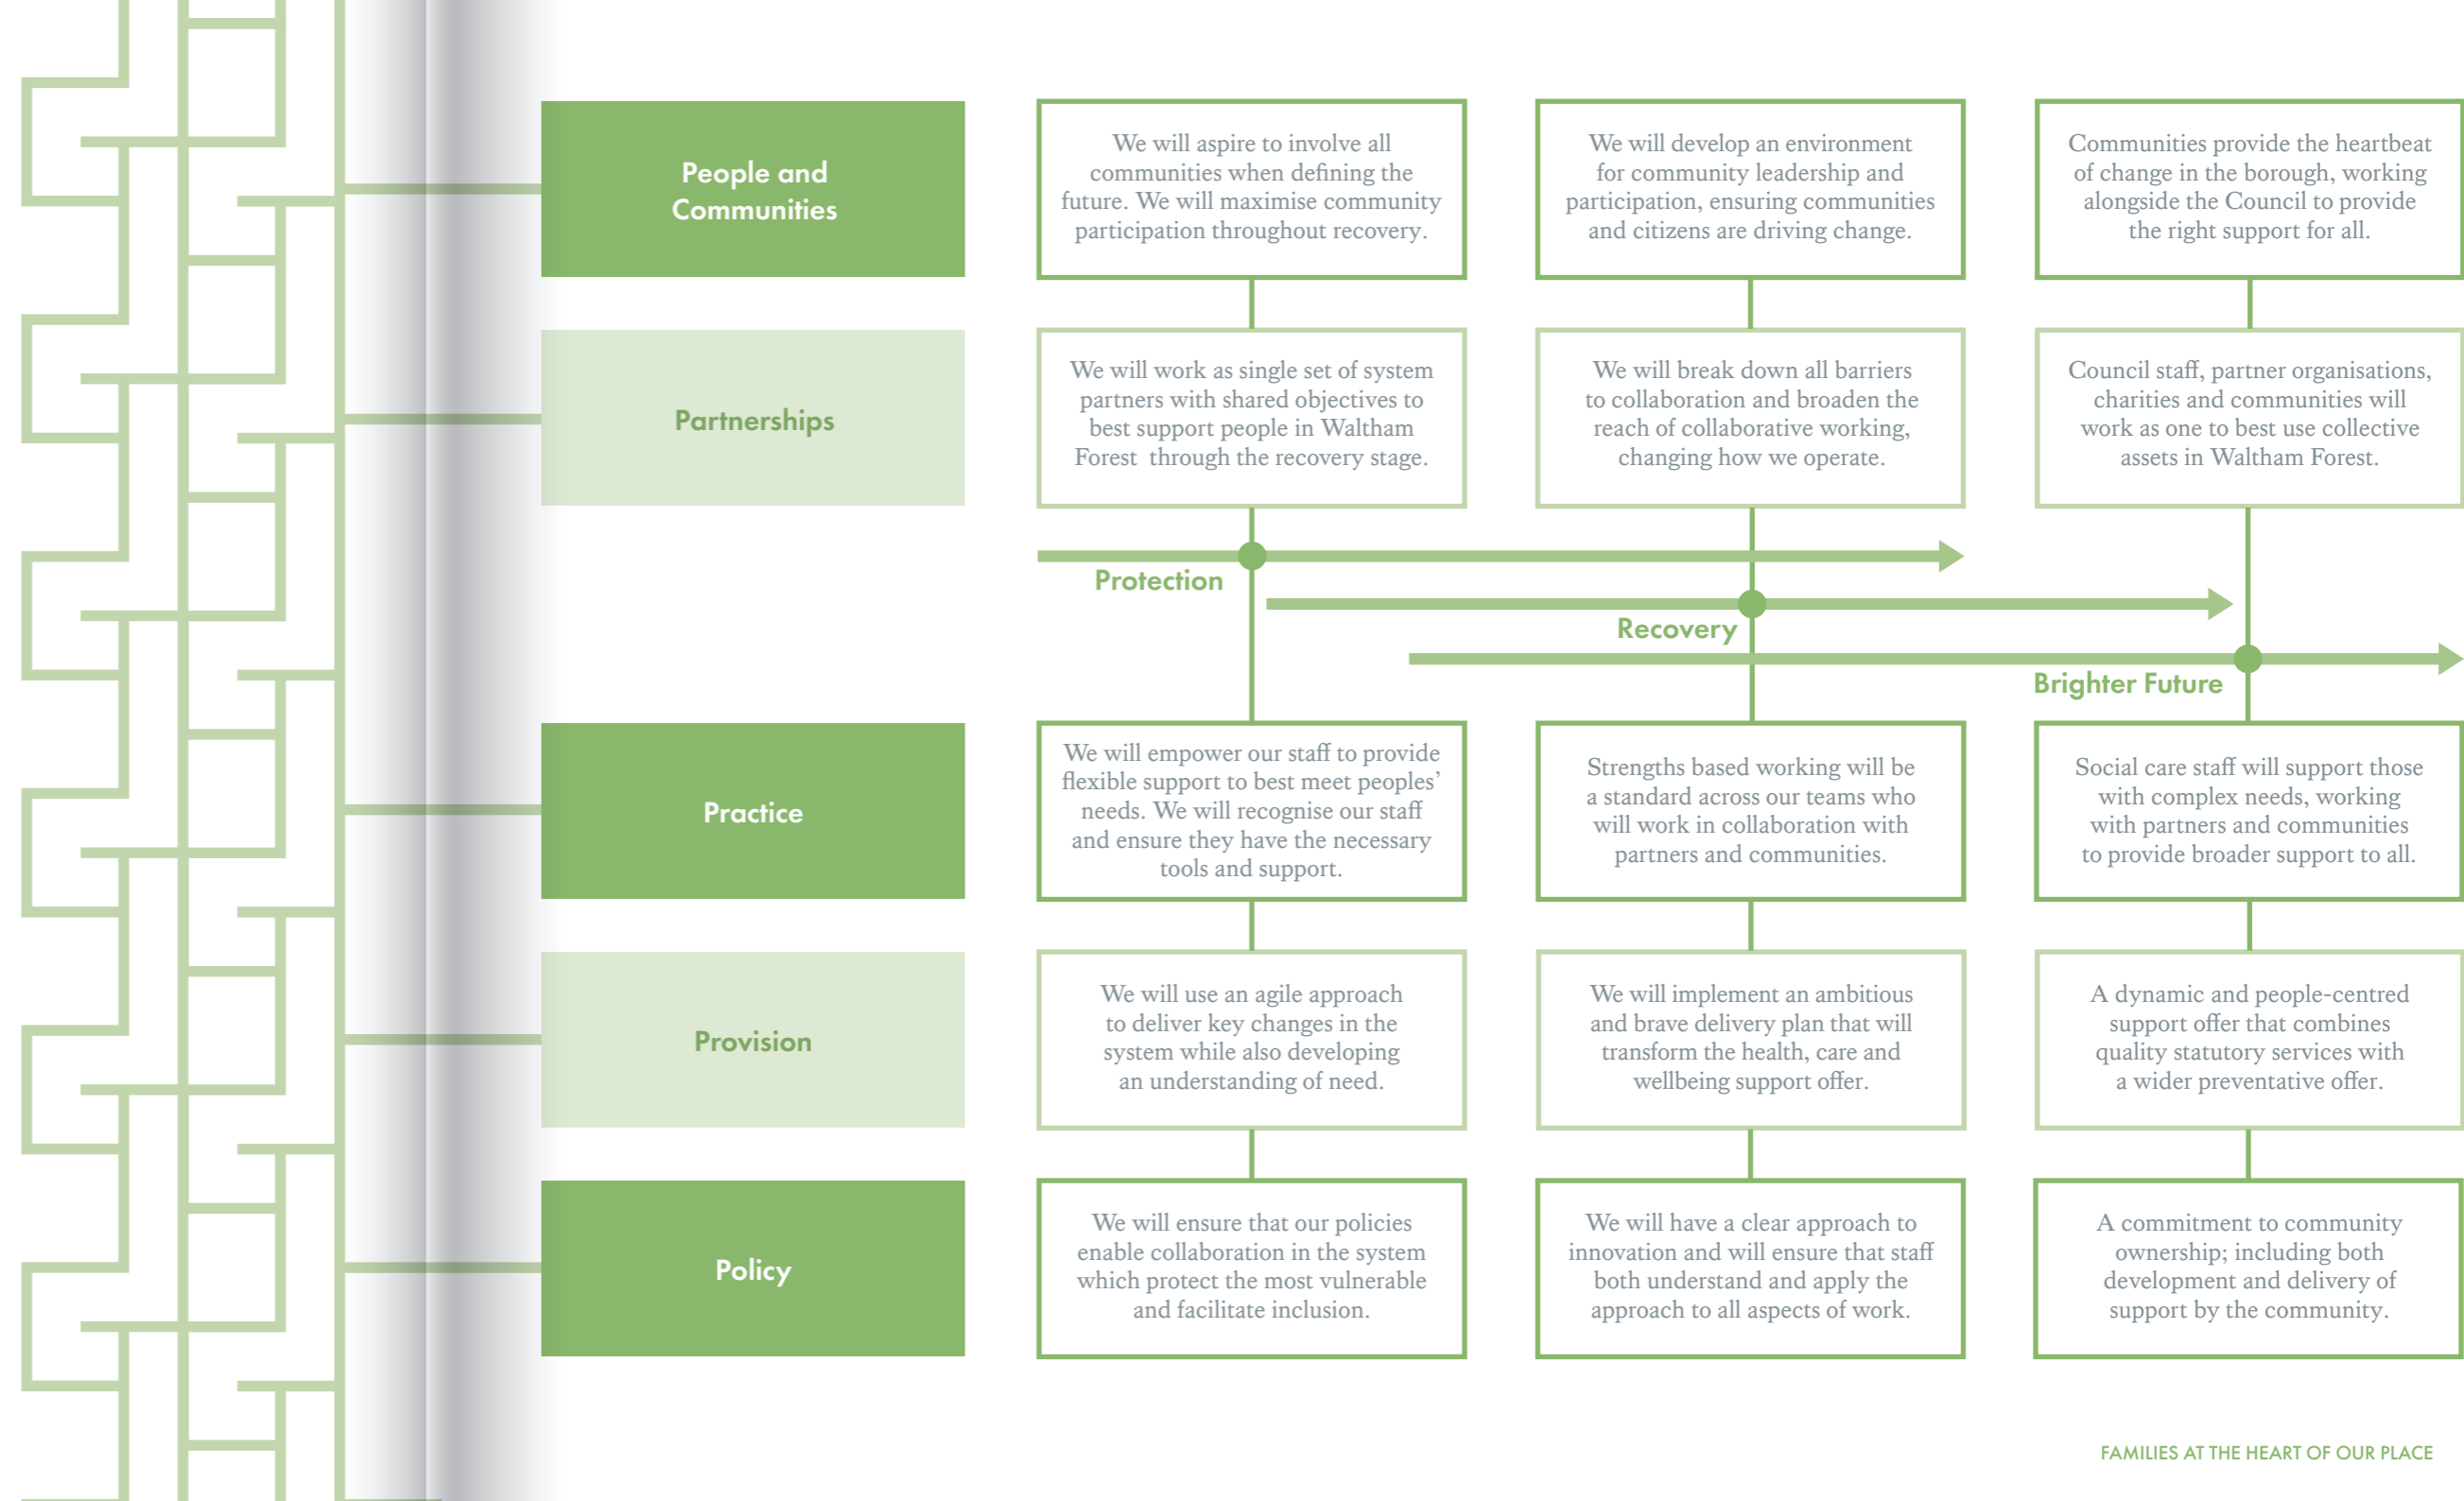 People and
Communities
We will aspire to involve all
communities when defining the
future. We will maximise community
participation throughout recovery.
We will develop an environment
for community leadership and
participation, ensuring communities
and citizens are driving change.
Communities provide the heartbeat
of change in the borough, working
alongside the Council to provide
the right support for all.
Partnerships
We will work as single set of system
partners with shared objectives to
best support people in Waltham
Forest through the recovery stage.
We will break down all barriers
to collaboration and broaden the
reach of collaborative working,
changing how we operate.
Council staff, partner organisations,
charities and communities will
work as one to best use collective
assets in Waltham Forest.
Protection
Recovery
Brighter Future
Practice
We will empower our staff to provide
flexible support to best meet peoples’
needs. We will recognise our staff
and ensure they have the necessary
tools and support.
Strengths based working will be
a standard across our teams who
will work in collaboration with
partners and communities.
Social care staff will support those
with complex needs, working
with partners and communities
to provide broader support to all.
Provision
We will use an agile approach
to deliver key changes in the
system while also developing
an understanding of need.
We will implement an ambitious
and brave delivery plan that will
transform the health, care and
wellbeing support offer.
A dynamic and people-centred
support offer that combines
quality statutory services with
a wider preventative offer.
Policy
We will ensure that our policies
enable collaboration in the system
which protect the most vulnerable
and facilitate inclusion.
We will have a clear approach to
innovation and will ensure that staff
both understand and apply the
approach to all aspects of work.
A commitment to community
ownership; including both
development and delivery of
support by the community.
FAMILIES AT THE HEART OF OUR PLACE